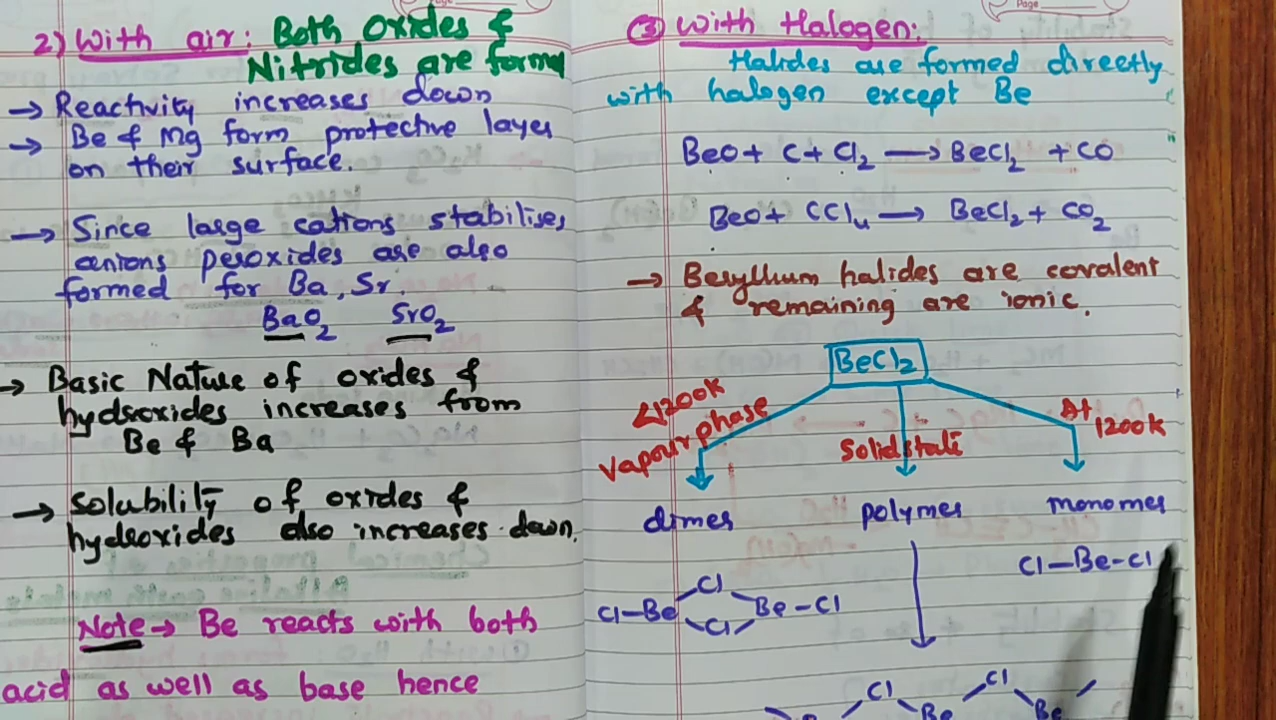 2) With air: Both Oxides &
Nitrides are formed
→ Reactivity increases down
→ Be & Mg form protective layer
on their surface.
→ Since large cations stabilises
anions peroxides are also
formed for Ba, Sr.
BaO2 SrO2
→ Basic Nature of oxides &
hydroxides increases from
Be & Ba
→ Solubility of oxides &
hydroxides also increases down.
Note → Be reacts with both
acid as well as base hence
Page
③ With Halogen:
Halides are formed directly
with halogen except Be
BeO + C + Cl2 → BeCl2 + CO
BeO + CCl4 → BeCl2 + CO2
→ Beryllium halides are covalent
& remaining are ionic.
BeCl2
<1200k
vapour phase
Solid state
At
1200k
dimer polymer monomer
Cl-Be-Cl
Cl
Cl-Be Be-Cl
Cl
Cl Cl
Be Be